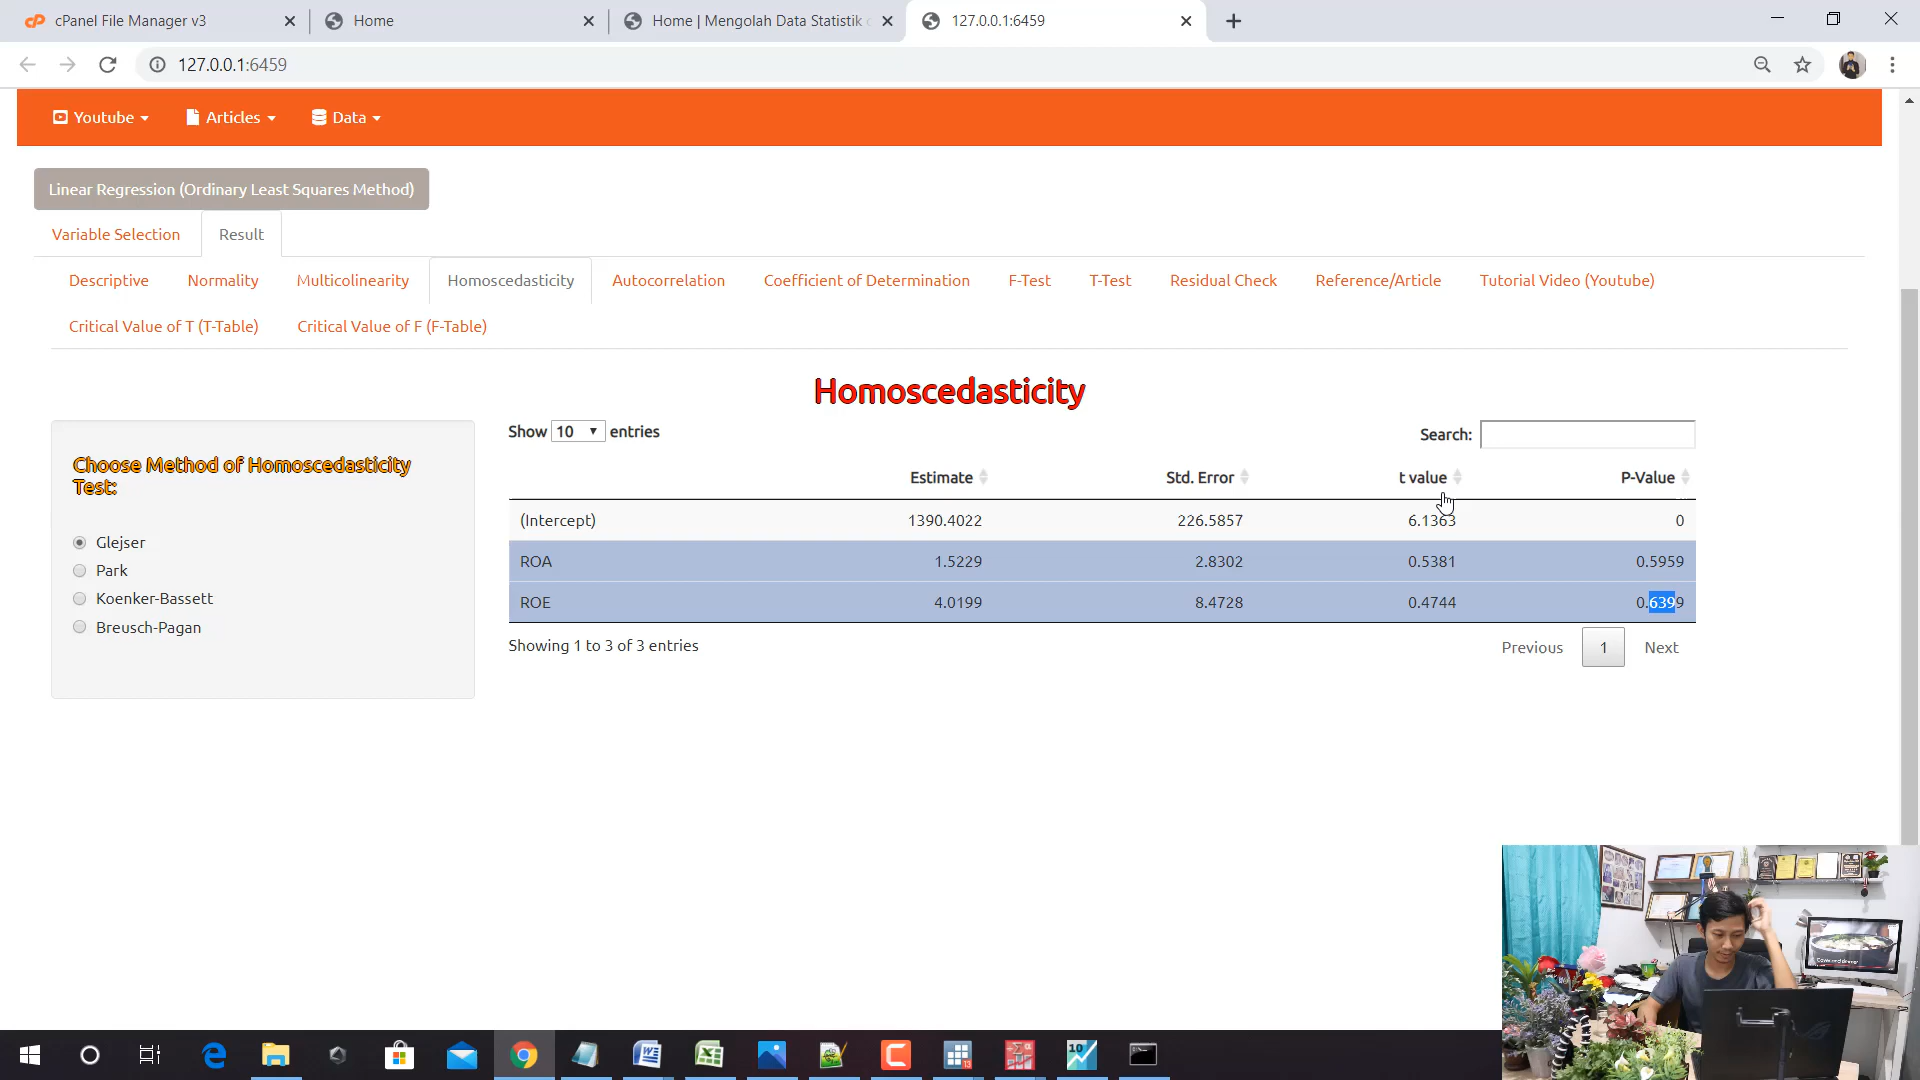 cPanel File Manager v3
Home
Home | Mengolah Data Statistik
127.0.0.1:6459
127.0.0.1:6459
Youtube
Articles
Data
Linear Regression (Ordinary Least Squares Method)
Variable Selection
Result
Descriptive
Normality
Multicolinearity
Homoscedasticity
Autocorrelation
Coefficient of Determination
F-Test
T-Test
Residual Check
Reference/Article
Tutorial Video (Youtube)
Critical Value of T (T-Table)
Critical Value of F (F-Table)
Homoscedasticity
Choose Method of Homoscedasticity
Test:
Glejser
Park
Koenker-Bassett
Breusch-Pagan
Show 10 entries
Search:
Estimate Std. Error t value P-Value
(Intercept) 1390.4022 226.5857 6.1363 0
ROA 1.5229 2.8302 0.5381 0.5959
ROE 4.0199 8.4728 0.4744 0.6399
Showing 1 to 3 of 3 entries
Previous 1 Next